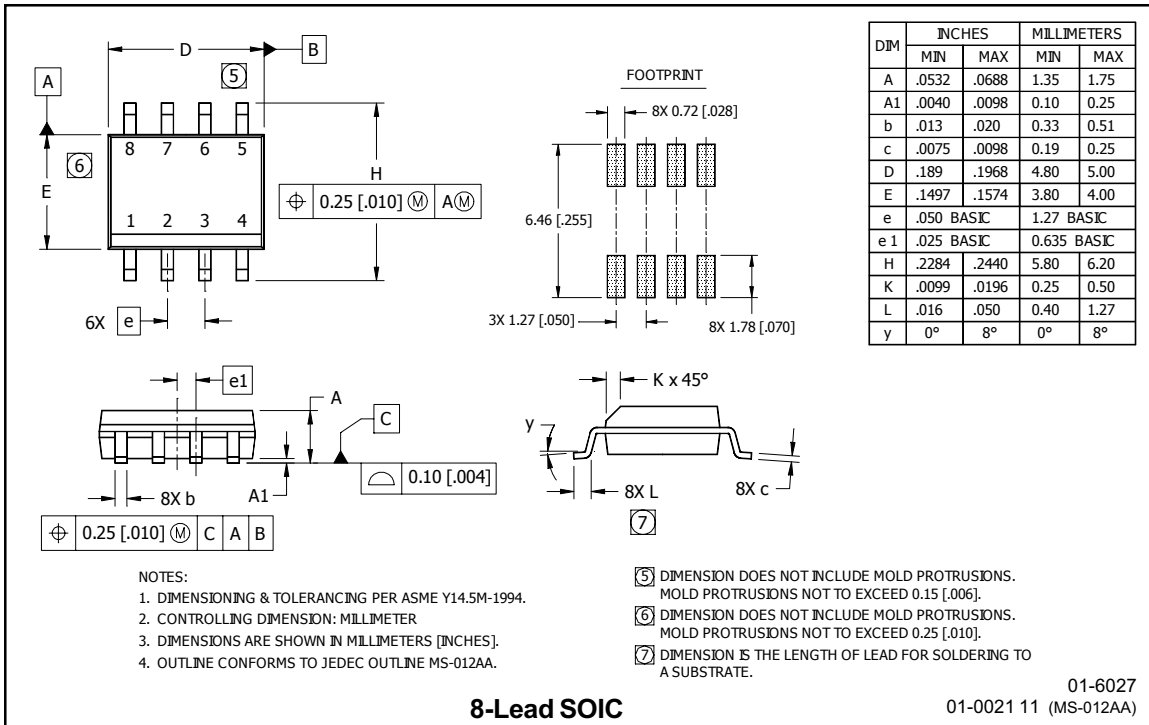 D
B
5
A
8 7 6 5
6
E
H
⌖ 0.25 [.010] Ⓜ AⓂ
1 2 3 4
6X e
FOOTPRINT
8X 0.72 [.028]
6.46 [.255]
3X 1.27 [.050]
8X 1.78 [.070]
DIM INCHES MILLIMETERS
MIN MAX MIN MAX
A .0532 .0688 1.35 1.75
A1 .0040 .0098 0.10 0.25
b .013 .020 0.33 0.51
c .0075 .0098 0.19 0.25
D .189 .1968 4.80 5.00
E .1497 .1574 3.80 4.00
e .050 BASIC 1.27 BASIC
e 1 .025 BASIC 0.635 BASIC
H .2284 .2440 5.80 6.20
K .0099 .0196 0.25 0.50
L .016 .050 0.40 1.27
y 0° 8° 0° 8°
e1
A
C
⌓ 0.10 [.004]
8X b
A1
⌖ 0.25 [.010] Ⓜ C A B
K x 45°
y
8X L
8X c
7
NOTES:
1. DIMENSIONING & TOLERANCING PER ASME Y14.5M-1994.
2. CONTROLLING DIMENSION: MILLIMETER
3. DIMENSIONS ARE SHOWN IN MILLIMETERS [INCHES].
4. OUTLINE CONFORMS TO JEDEC OUTLINE MS-012AA.
5 DIMENSION DOES NOT INCLUDE MOLD PROTRUSIONS.
MOLD PROTRUSIONS NOT TO EXCEED 0.15 [.006].
6 DIMENSION DOES NOT INCLUDE MOLD PROTRUSIONS.
MOLD PROTRUSIONS NOT TO EXCEED 0.25 [.010].
7 DIMENSION IS THE LENGTH OF LEAD FOR SOLDERING TO
A SUBSTRATE.
8-Lead SOIC
01-6027
01-0021 11 (MS-012AA)